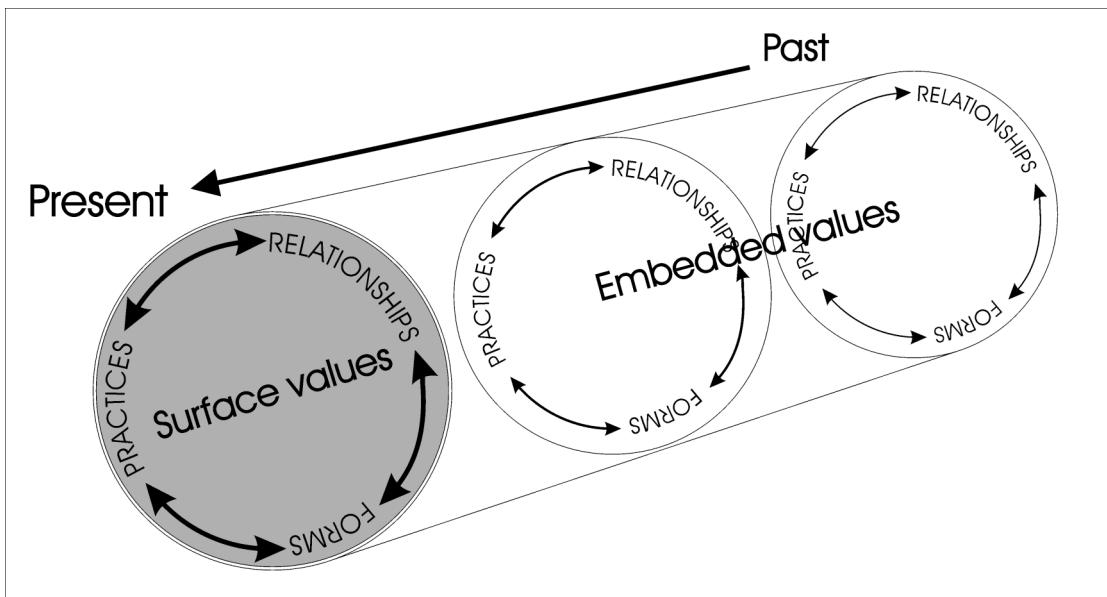 Past
Present
RELATIONSHIPS
PRACTICES
FORMS
Surface values
RELATIONSHIPS
PRACTICES
FORMS
Embedded values
RELATIONSHIPS
PRACTICES
FORMS